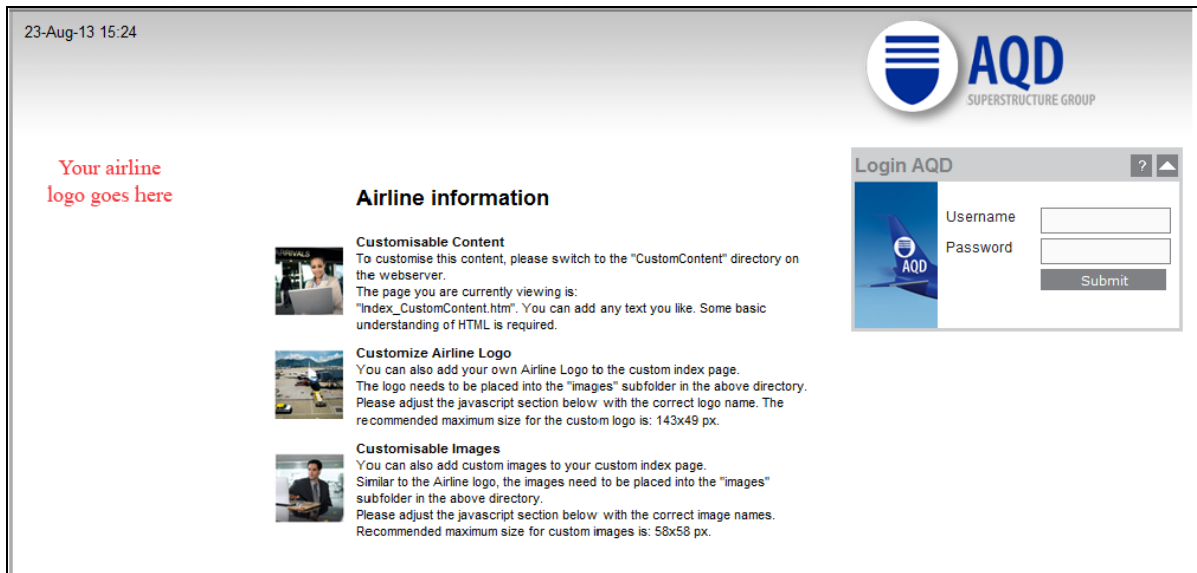 23-Aug-13 15:24
AQD
SUPERSTRUCTURE GROUP
Your airline
logo goes here
Airline information
Customisable Content
To customise this content, please switch to the "CustomContent" directory on
the webserver.
The page you are currently viewing is:
"Index_CustomContent.htm". You can add any text you like. Some basic
understanding of HTML is required.
Customize Airline Logo
You can also add your own Airline Logo to the custom index page.
The logo needs to be placed into the "images" subfolder in the above directory.
Please adjust the javascript section below with the correct logo name. The
recommended maximum size for the custom logo is: 143x49 px.
Customisable Images
You can also add custom images to your custom index page.
Similar to the Airline logo, the images need to be placed into the "images"
subfolder in the above directory.
Please adjust the javascript section below with the correct image names.
Recommended maximum size for custom images is: 58x58 px.
Login AQD ?
Username
Password
Submit
AQD
ARRIVALS